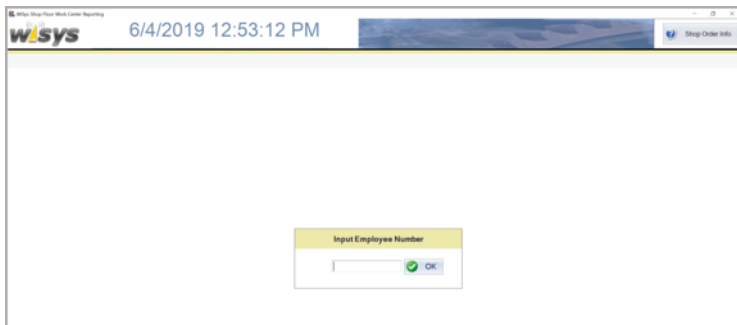 WiSys Shop Floor Work Center Reporting
wisys
6/4/2019 12:53:12 PM
Shop Order Info
Input Employee Number
OK